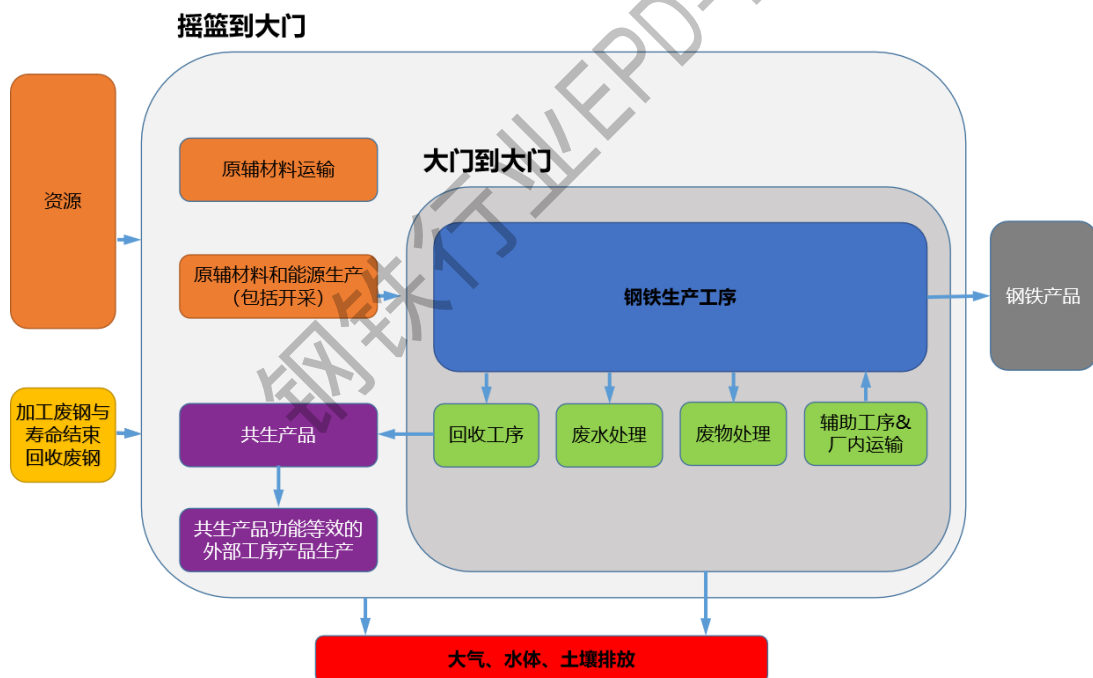 摇篮到大门
资源
原辅材料运输
大门到大门
原辅材料和能源生产
（包括开采）
钢铁生产工序
钢铁产品
加工废钢与
寿命结束
回收废钢
共生产品
回收工序
废水处理
废物处理
辅助工序&
厂内运输
共生产品功能等效的
外部工序产品生产
大气、水体、土壤排放
钢铁行业EPD